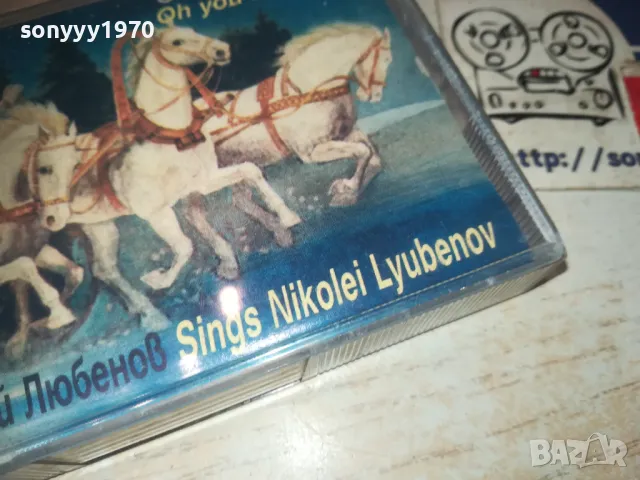 sonyyy1970
Oh you
http://so
Любенов Sings Nikolei Lyubenov
BAZAR